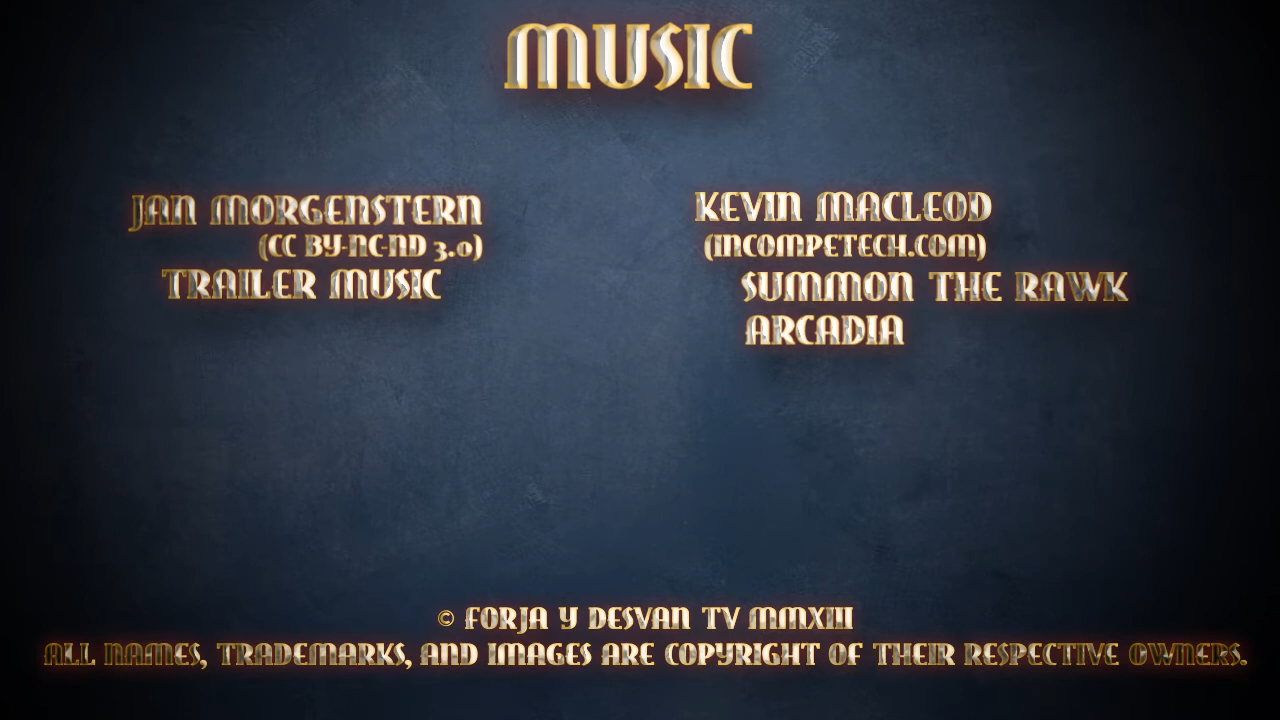 MUSIC
JAN MORGENSTERN
(CC BY-NC-ND 3.0)
TRAILER MUSIC
KEVIN MACLEOD
(INCOMPETECH.COM)
SUMMON THE RAWK
ARCADIA
© FORJA Y DESVAN TV MMXIII
ALL NAMES, TRADEMARKS, AND IMAGES ARE COPYRIGHT OF THEIR RESPECTIVE OWNERS.